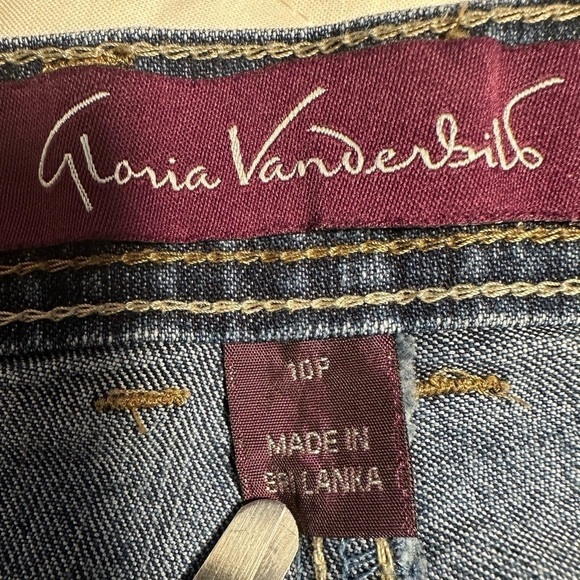 Gloria Vanderbilt
10P
MADE IN
SRI LANKA